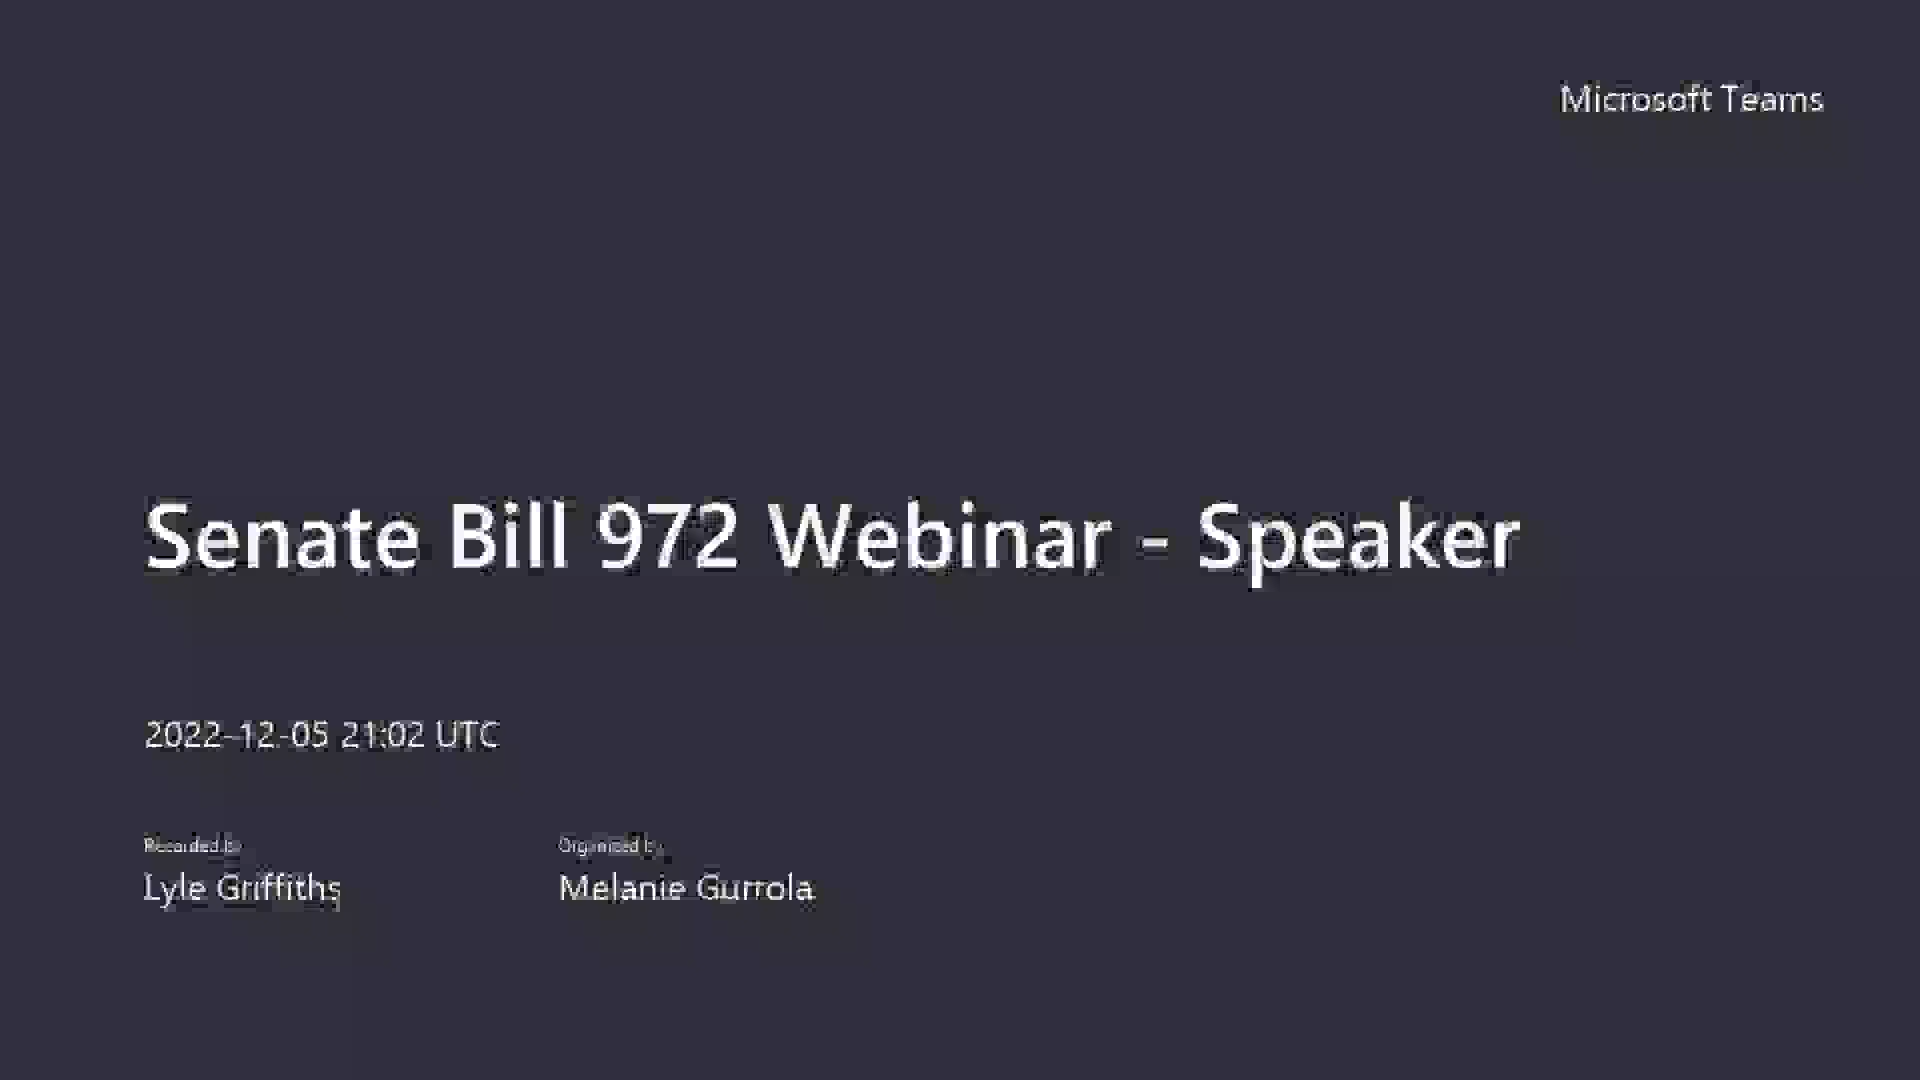 Microsoft Teams
Senate Bill 972 Webinar - Speaker
2022-12-05 21:02 UTC
Recorded by
Organized by
Lyle Griffiths
Melanie Gurrola